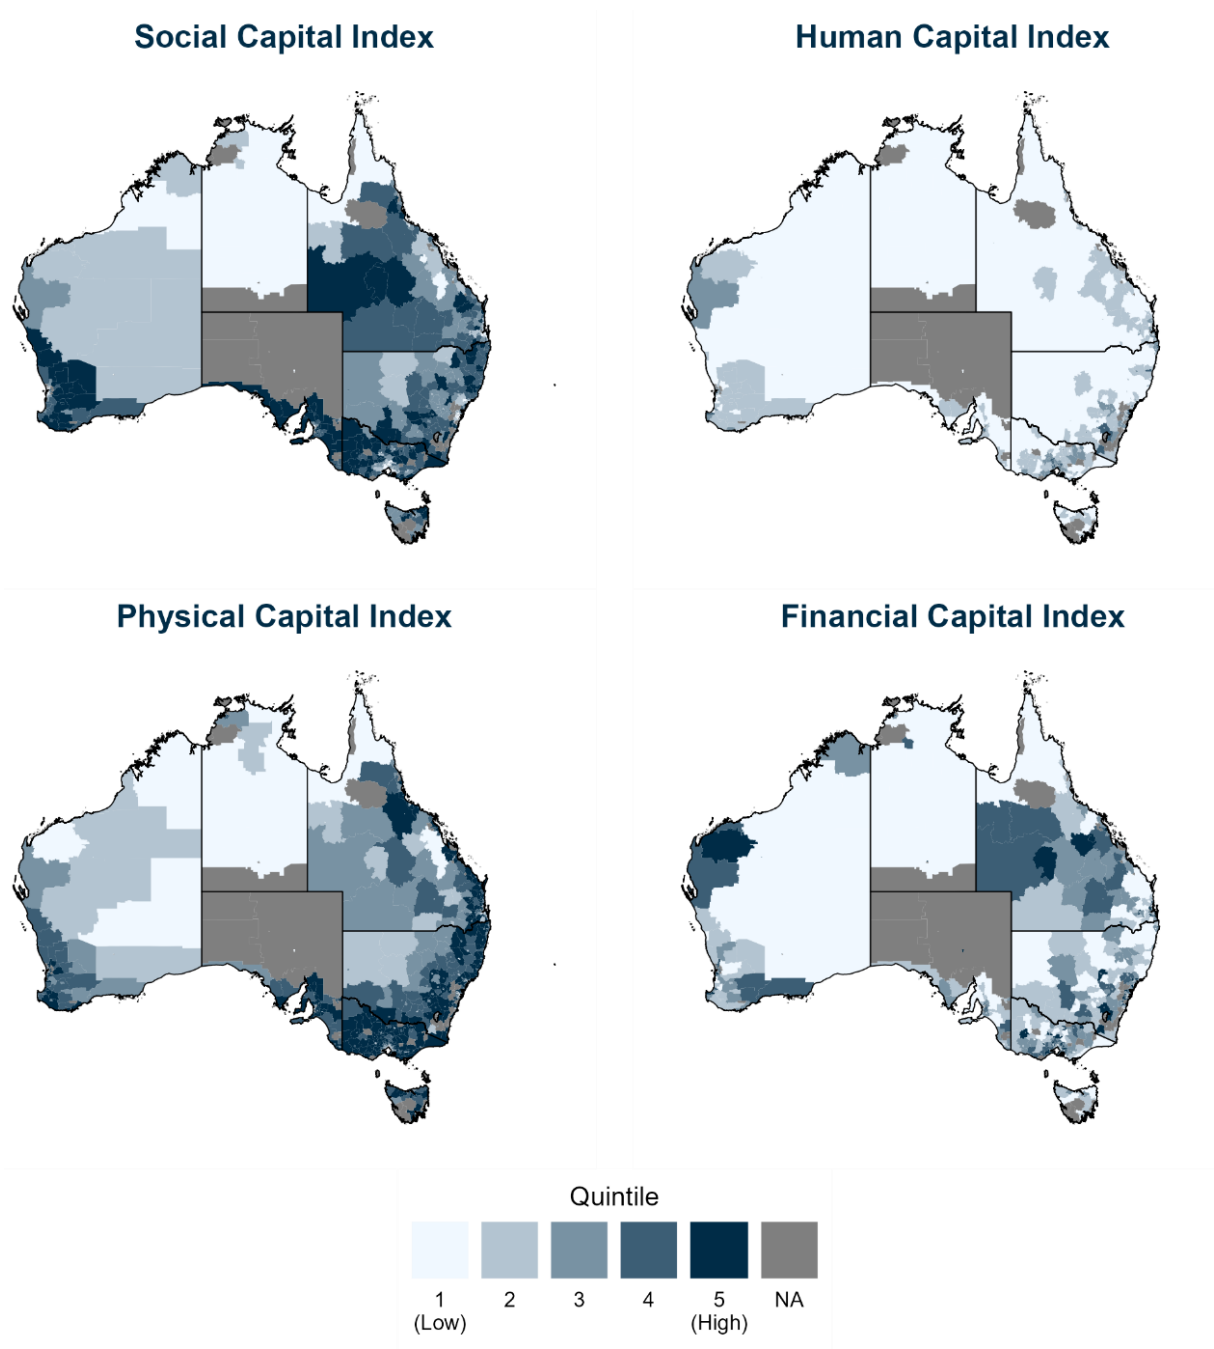 Social Capital Index
Human Capital Index
Physical Capital Index
Financial Capital Index
Quintile
1 2 3 4 5 NA
(Low) (High)